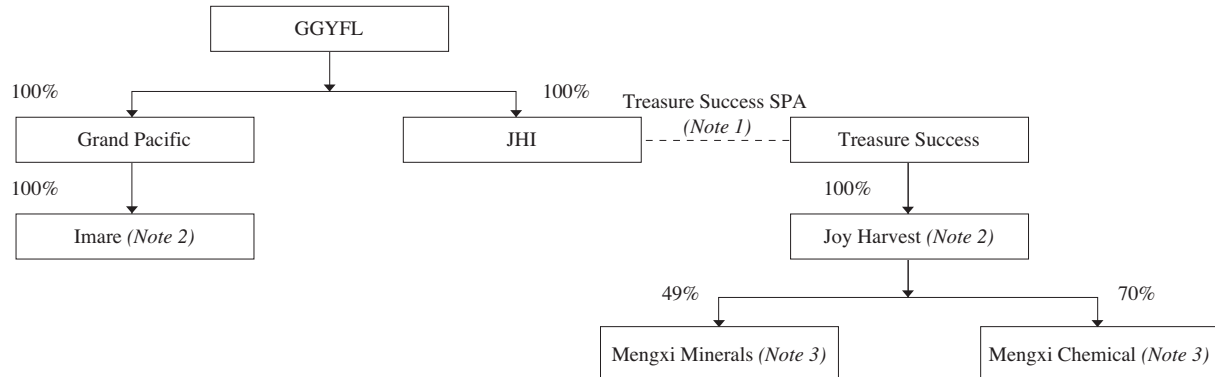 GGYFL
100%
100%
Treasure Success SPA
(Note 1)
Grand Pacific
JHI
Treasure Success
100%
100%
Imare (Note 2)
Joy Harvest (Note 2)
49%
70%
Mengxi Minerals (Note 3)
Mengxi Chemical (Note 3)